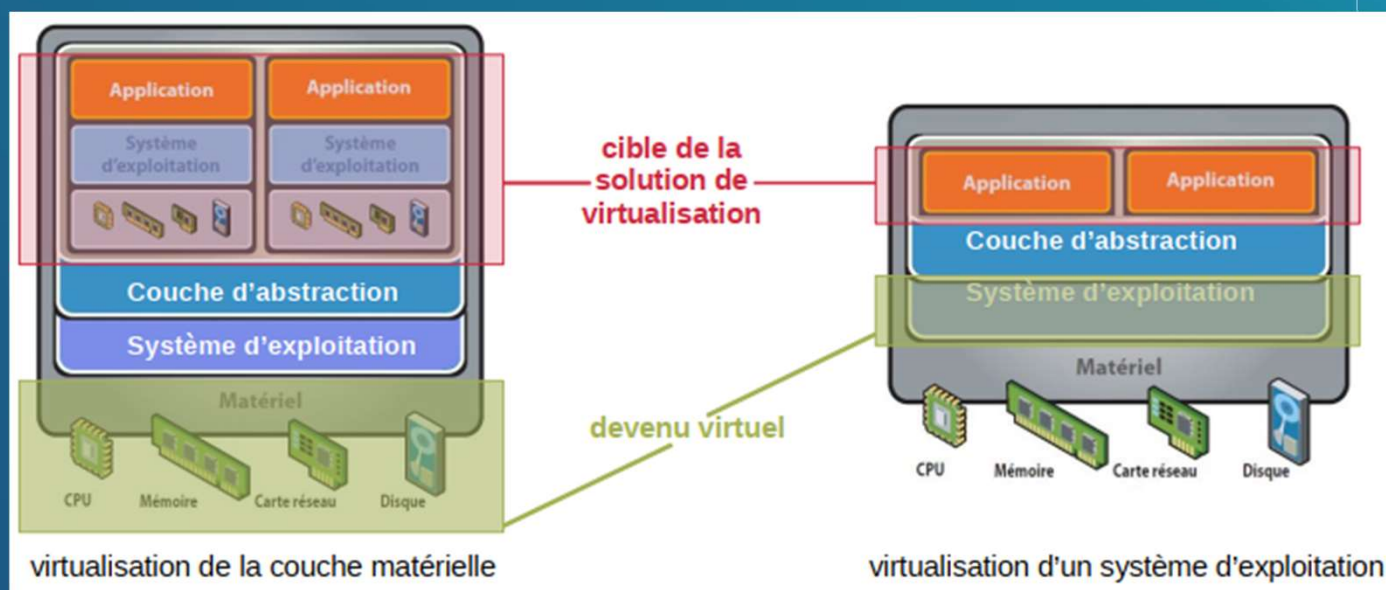 Application
Application
Système
d'exploitation
Système
d'exploitation
Couche d'abstraction
Système d'exploitation
Matériel
CPU
Mémoire
Carte réseau
Disque
virtualisation de la couche matérielle
cible de la
solution de
virtualisation
devenu virtuel
Application
Application
Couche d'abstraction
Système d'exploitation
Matériel
CPU
Mémoire
Carte réseau
Disque
virtualisation d'un système d'exploitation